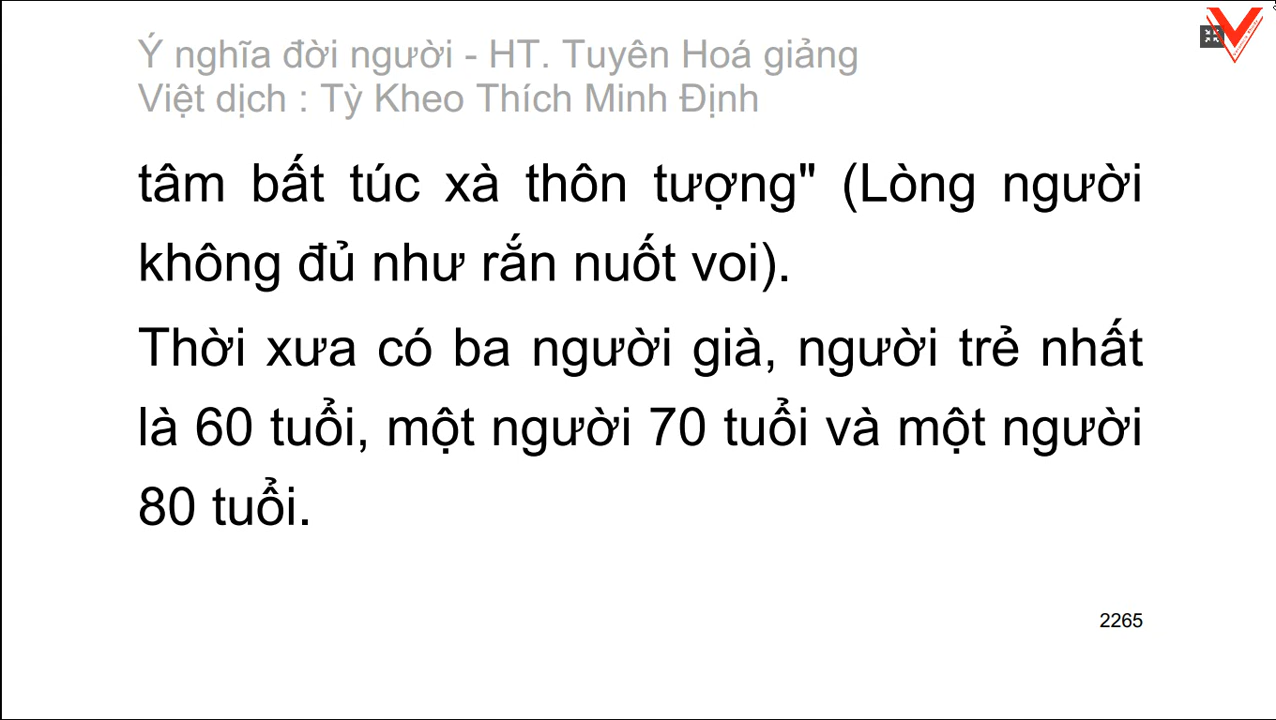 Ý nghĩa đời người - HT. Tuyên Hoá giảng
Việt dịch : Tỳ Kheo Thích Minh Định
tâm bất túc xà thôn tượng" (Lòng người
không đủ như rắn nuốt voi).
Thời xưa có ba người già, người trẻ nhất
là 60 tuổi, một người 70 tuổi và một người
80 tuổi.
2265